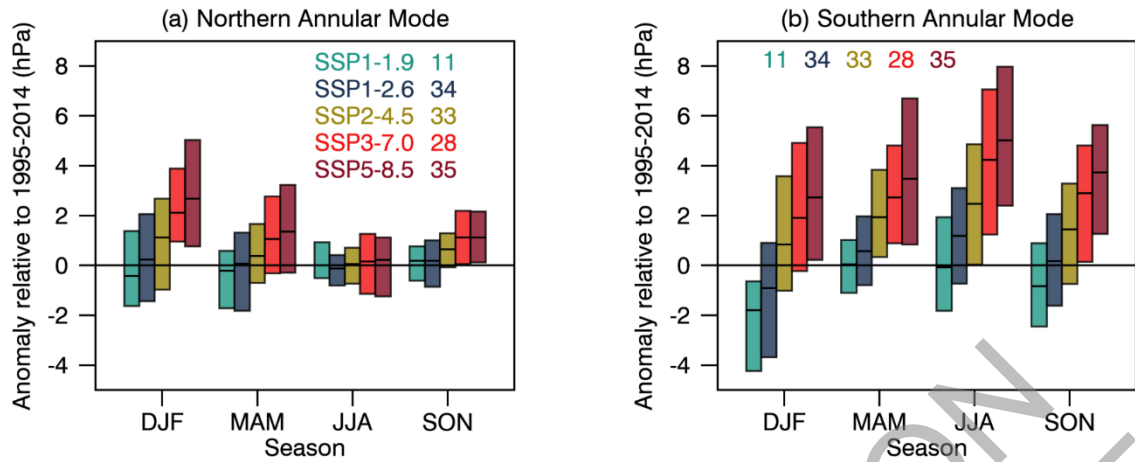 (a) Northern Annular Mode
Anomaly relative to 1995-2014 (hPa)
8
6
4
2
0
-2
-4
SSP1-1.9 11
SSP1-2.6 34
SSP2-4.5 33
SSP3-7.0 28
SSP5-8.5 35
DJF MAM JJA SON
Season
(b) Southern Annular Mode
Anomaly relative to 1995-2014 (hPa)
8
6
4
2
0
-2
-4
11 34 33 28 35
DJF MAM JJA SON
Season